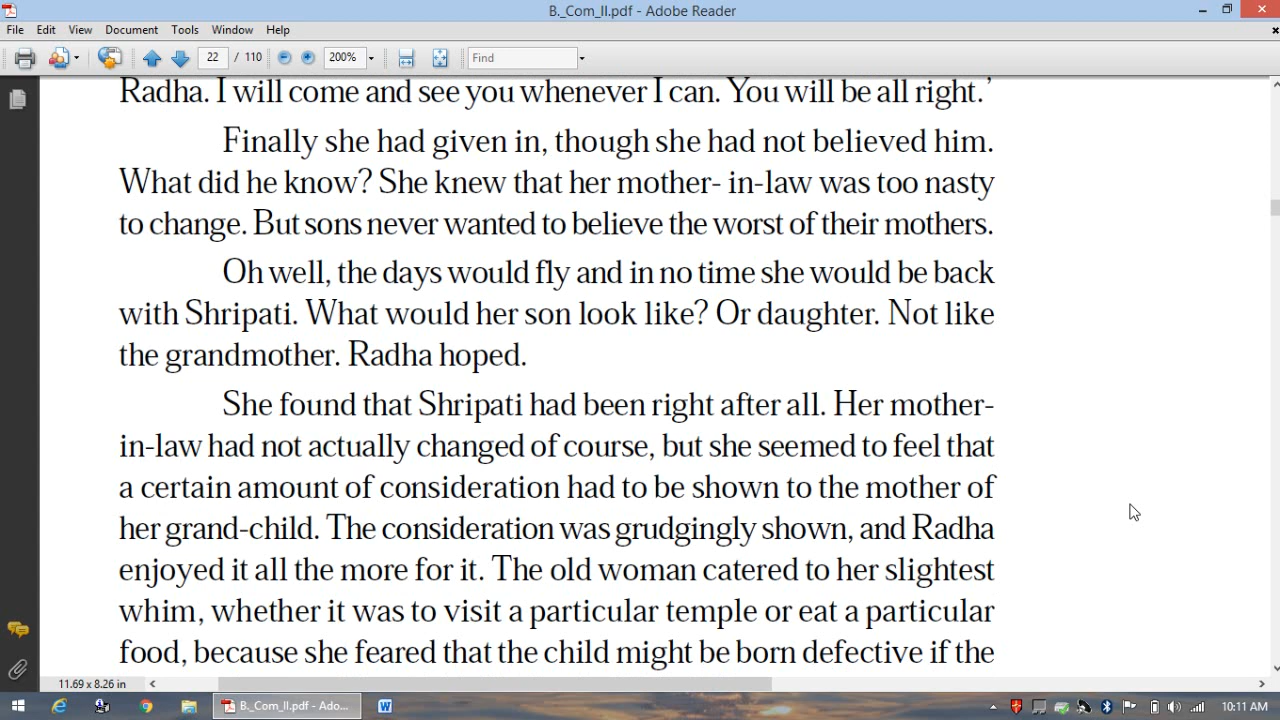 B._Com_II.pdf - Adobe Reader
File Edit View Document Tools Window Help
22 / 110 200% Find
Radha. I will come and see you whenever I can. You will be all right.’
Finally she had given in, though she had not believed him.
What did he know? She knew that her mother- in-law was too nasty
to change. But sons never wanted to believe the worst of their mothers.
Oh well, the days would fly and in no time she would be back
with Shripati. What would her son look like? Or daughter. Not like
the grandmother. Radha hoped.
She found that Shripati had been right after all. Her mother-
in-law had not actually changed of course, but she seemed to feel that
a certain amount of consideration had to be shown to the mother of
her grand-child. The consideration was grudgingly shown, and Radha
enjoyed it all the more for it. The old woman catered to her slightest
whim, whether it was to visit a particular temple or eat a particular
food, because she feared that the child might be born defective if the
11.69 x 8.26 in
B._Com_II.pdf - Ado... 10:11 AM